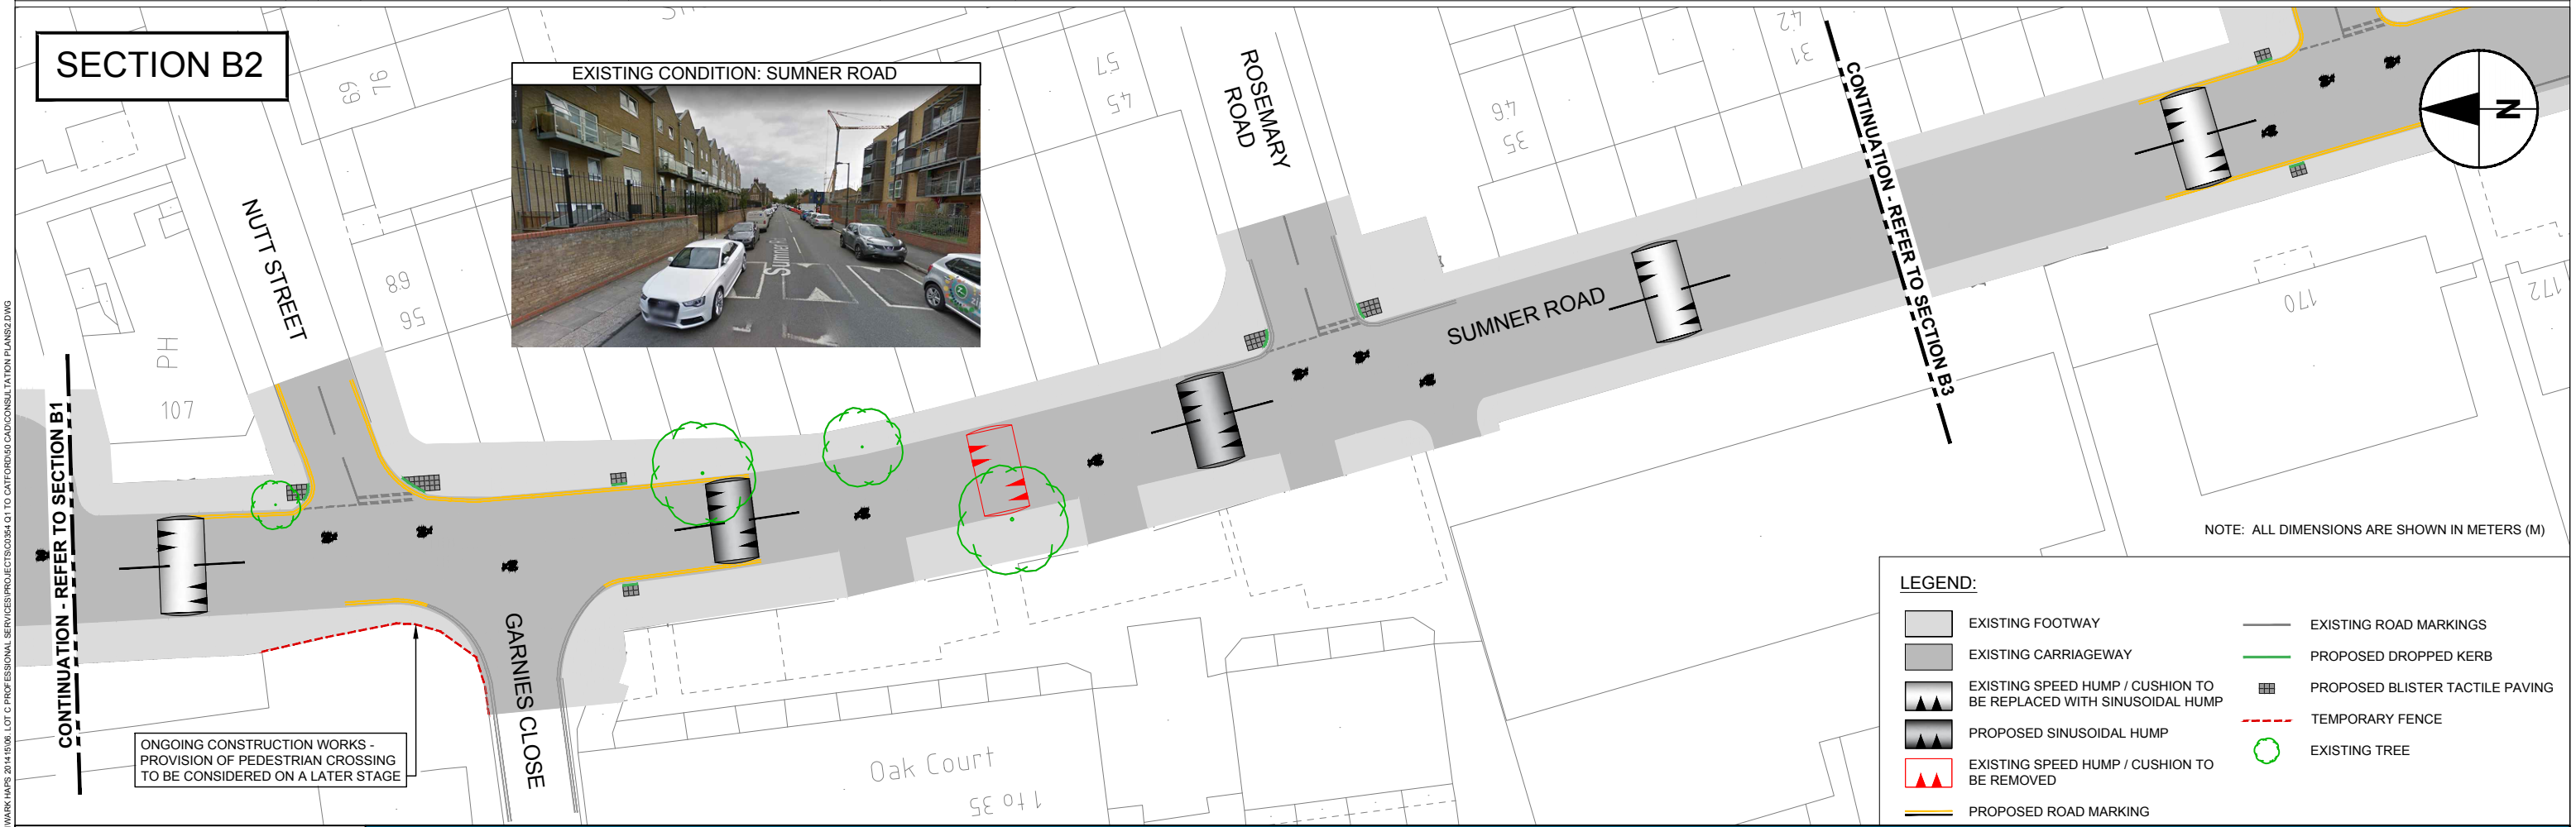 SECTION B2
EXISTING CONDITION: SUMNER ROAD
Sumner Rd
ROSEMARY
ROAD
NUTT STREET
SUMNER ROAD
GARNIES CLOSE
CONTINUATION - REFER TO SECTION B1
CONTINUATION - REFER TO SECTION B3
N
69
76
68
56
PH
107
57
45
46
35
42
31
170
172
Oak Court
1 to 35
ONGOING CONSTRUCTION WORKS -
PROVISION OF PEDESTRIAN CROSSING
TO BE CONSIDERED ON A LATER STAGE
NOTE: ALL DIMENSIONS ARE SHOWN IN METERS (M)
LEGEND:
EXISTING FOOTWAY
EXISTING CARRIAGEWAY
EXISTING SPEED HUMP / CUSHION TO
BE REPLACED WITH SINUSOIDAL HUMP
PROPOSED SINUSOIDAL HUMP
EXISTING SPEED HUMP / CUSHION TO
BE REMOVED
PROPOSED ROAD MARKING
EXISTING ROAD MARKINGS
PROPOSED DROPPED KERB
PROPOSED BLISTER TACTILE PAVING
TEMPORARY FENCE
EXISTING TREE